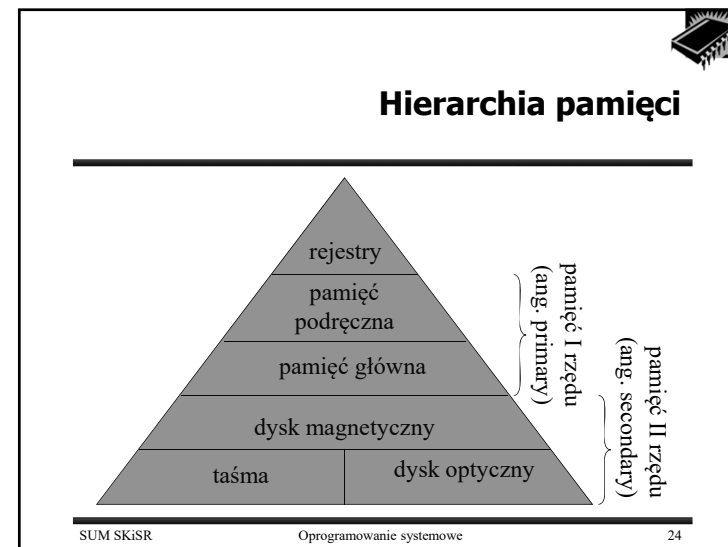 Hierarchia pamięci
rejestry
pamięć
podręczna
pamięć główna
dysk magnetyczny
taśma
dysk optyczny
pamięć I rzędu
(ang. primary)
pamięć II rzędu
(ang. secondary)
SUM SKiSR
Oprogramowanie systemowe
24